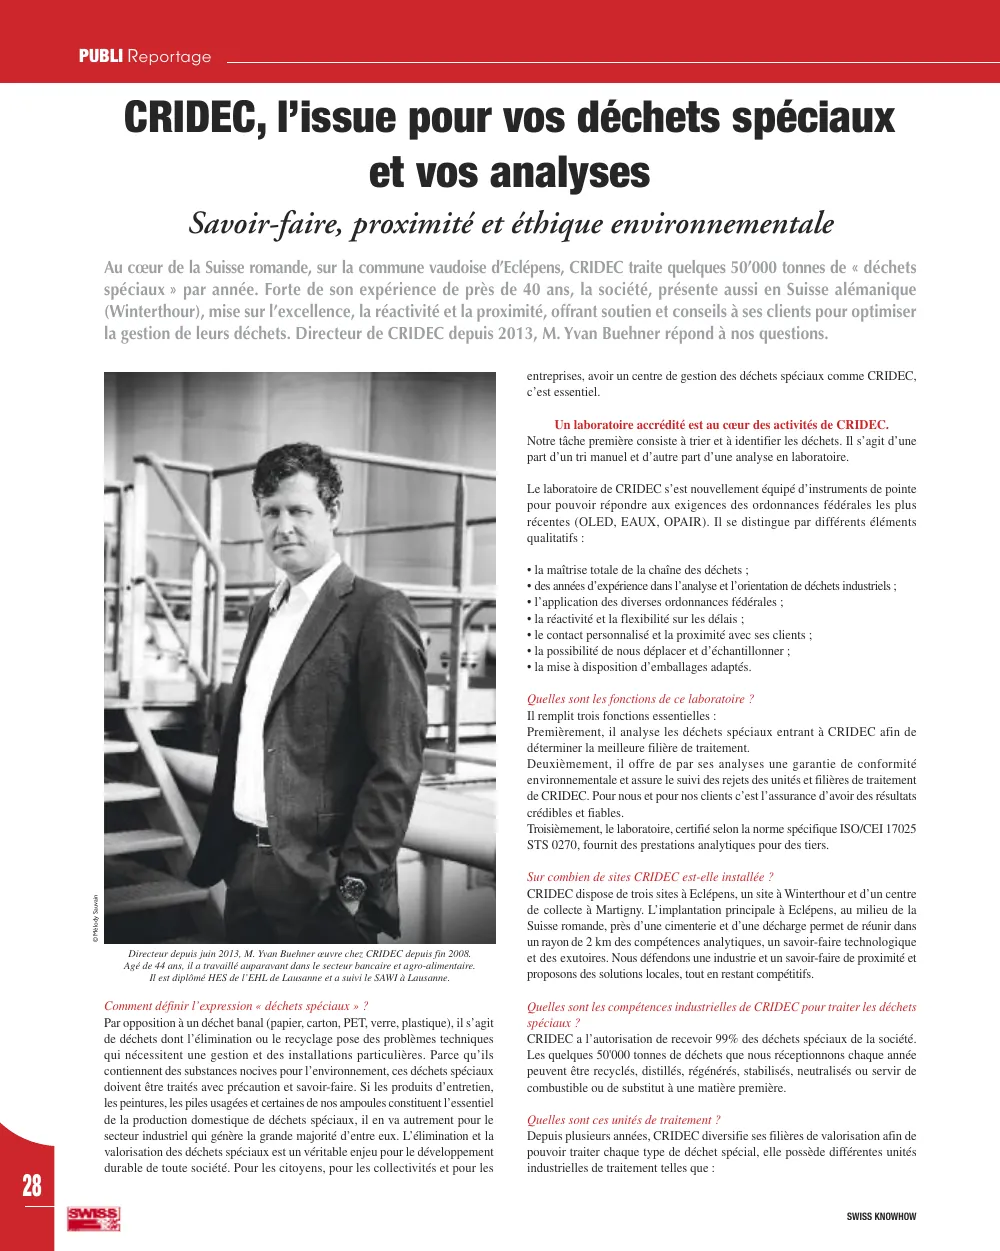 PUBLI Reportage
CRIDEC, l’issue pour vos déchets spéciaux
et vos analyses
Savoir-faire, proximité et éthique environnementale
Au cœur de la Suisse romande, sur la commune vaudoise d’Eclépens, CRIDEC traite quelques 50’000 tonnes de « déchets
spéciaux » par année. Forte de son expérience de près de 40 ans, la société, présente aussi en Suisse alémanique
(Winterthour), mise sur l’excellence, la réactivité et la proximité, offrant soutien et conseils à ses clients pour optimiser
la gestion de leurs déchets. Directeur de CRIDEC depuis 2013, M. Yvan Buehner répond à nos questions.
© Mélody Sauvain
Directeur depuis juin 2013, M. Yvan Buehner œuvre chez CRIDEC depuis fin 2008.
Agé de 44 ans, il a travaillé auparavant dans le secteur bancaire et agro-alimentaire.
Il est diplômé HES de l’EHL de Lausanne et a suivi le SAWI à Lausanne.
Comment définir l’expression « déchets spéciaux » ?
Par opposition à un déchet banal (papier, carton, PET, verre, plastique), il s’agit
de déchets dont l’élimination ou le recyclage pose des problèmes techniques
qui nécessitent une gestion et des installations particulières. Parce qu’ils
contiennent des substances nocives pour l’environnement, ces déchets spéciaux
doivent être traités avec précaution et savoir-faire. Si les produits d’entretien,
les peintures, les piles usagées et certaines de nos ampoules constituent l’essentiel
de la production domestique de déchets spéciaux, il en va autrement pour le
secteur industriel qui génère la grande majorité d’entre eux. L’élimination et la
valorisation des déchets spéciaux est un véritable enjeu pour le développement
durable de toute société. Pour les citoyens, pour les collectivités et pour les
entreprises, avoir un centre de gestion des déchets spéciaux comme CRIDEC,
c’est essentiel.
Un laboratoire accrédité est au cœur des activités de CRIDEC.
Notre tâche première consiste à trier et à identifier les déchets. Il s’agit d’une
part d’un tri manuel et d’autre part d’une analyse en laboratoire.
Le laboratoire de CRIDEC s’est nouvellement équipé d’instruments de pointe
pour pouvoir répondre aux exigences des ordonnances fédérales les plus
récentes (OLED, EAUX, OPAIR). Il se distingue par différents éléments
qualitatifs :
• la maîtrise totale de la chaîne des déchets ;
• des années d’expérience dans l’analyse et l’orientation de déchets industriels ;
• l’application des diverses ordonnances fédérales ;
• la réactivité et la flexibilité sur les délais ;
• le contact personnalisé et la proximité avec ses clients ;
• la possibilité de nous déplacer et d’échantillonner ;
• la mise à disposition d’emballages adaptés.
Quelles sont les fonctions de ce laboratoire ?
Il remplit trois fonctions essentielles :
Premièrement, il analyse les déchets spéciaux entrant à CRIDEC afin de
déterminer la meilleure filière de traitement.
Deuxièmement, il offre de par ses analyses une garantie de conformité
environnementale et assure le suivi des rejets des unités et filières de traitement
de CRIDEC. Pour nous et pour nos clients c’est l’assurance d’avoir des résultats
crédibles et fiables.
Troisièmement, le laboratoire, certifié selon la norme spécifique ISO/CEI 17025
STS 0270, fournit des prestations analytiques pour des tiers.
Sur combien de sites CRIDEC est-elle installée ?
CRIDEC dispose de trois sites à Eclépens, un site à Winterthour et d’un centre
de collecte à Martigny. L’implantation principale à Eclépens, au milieu de la
Suisse romande, près d’une cimenterie et d’une décharge permet de réunir dans
un rayon de 2 km des compétences analytiques, un savoir-faire technologique
et des exutoires. Nous défendons une industrie et un savoir-faire de proximité et
proposons des solutions locales, tout en restant compétitifs.
Quelles sont les compétences industrielles de CRIDEC pour traiter les déchets
spéciaux ?
CRIDEC a l’autorisation de recevoir 99% des déchets spéciaux de la société.
Les quelques 50'000 tonnes de déchets que nous réceptionnons chaque année
peuvent être recyclés, distillés, régénérés, stabilisés, neutralisés ou servir de
combustible ou de substitut à une matière première.
Quelles sont ces unités de traitement ?
Depuis plusieurs années, CRIDEC diversifie ses filières de valorisation afin de
pouvoir traiter chaque type de déchet spécial, elle possède différentes unités
industrielles de traitement telles que :
28
SWISS
SWISS KNOWHOW